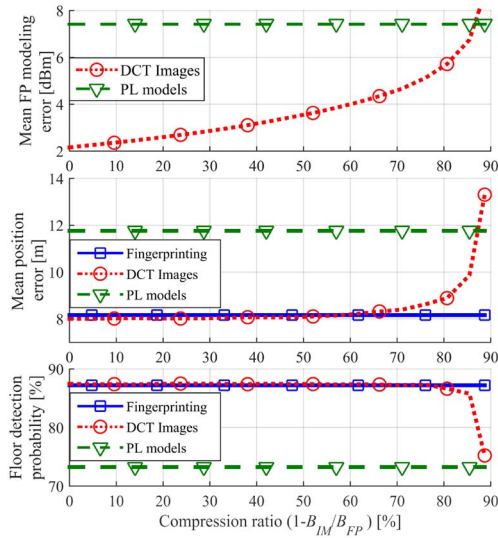 Mean FP modeling
error [dBm]
8
6
4
2
DCT Images
PL models
0 10 20 30 40 50 60 70 80 90
Mean position
error [m]
14
12
10
8
6
Fingerprinting
DCT Images
PL models
0 10 20 30 40 50 60 70 80 90
Floor detection
probability [%]
90
80
70
Fingerprinting
DCT Images
PL models
0 10 20 30 40 50 60 70 80 90
Compression ratio (1-B_IM/B_FP) [%]